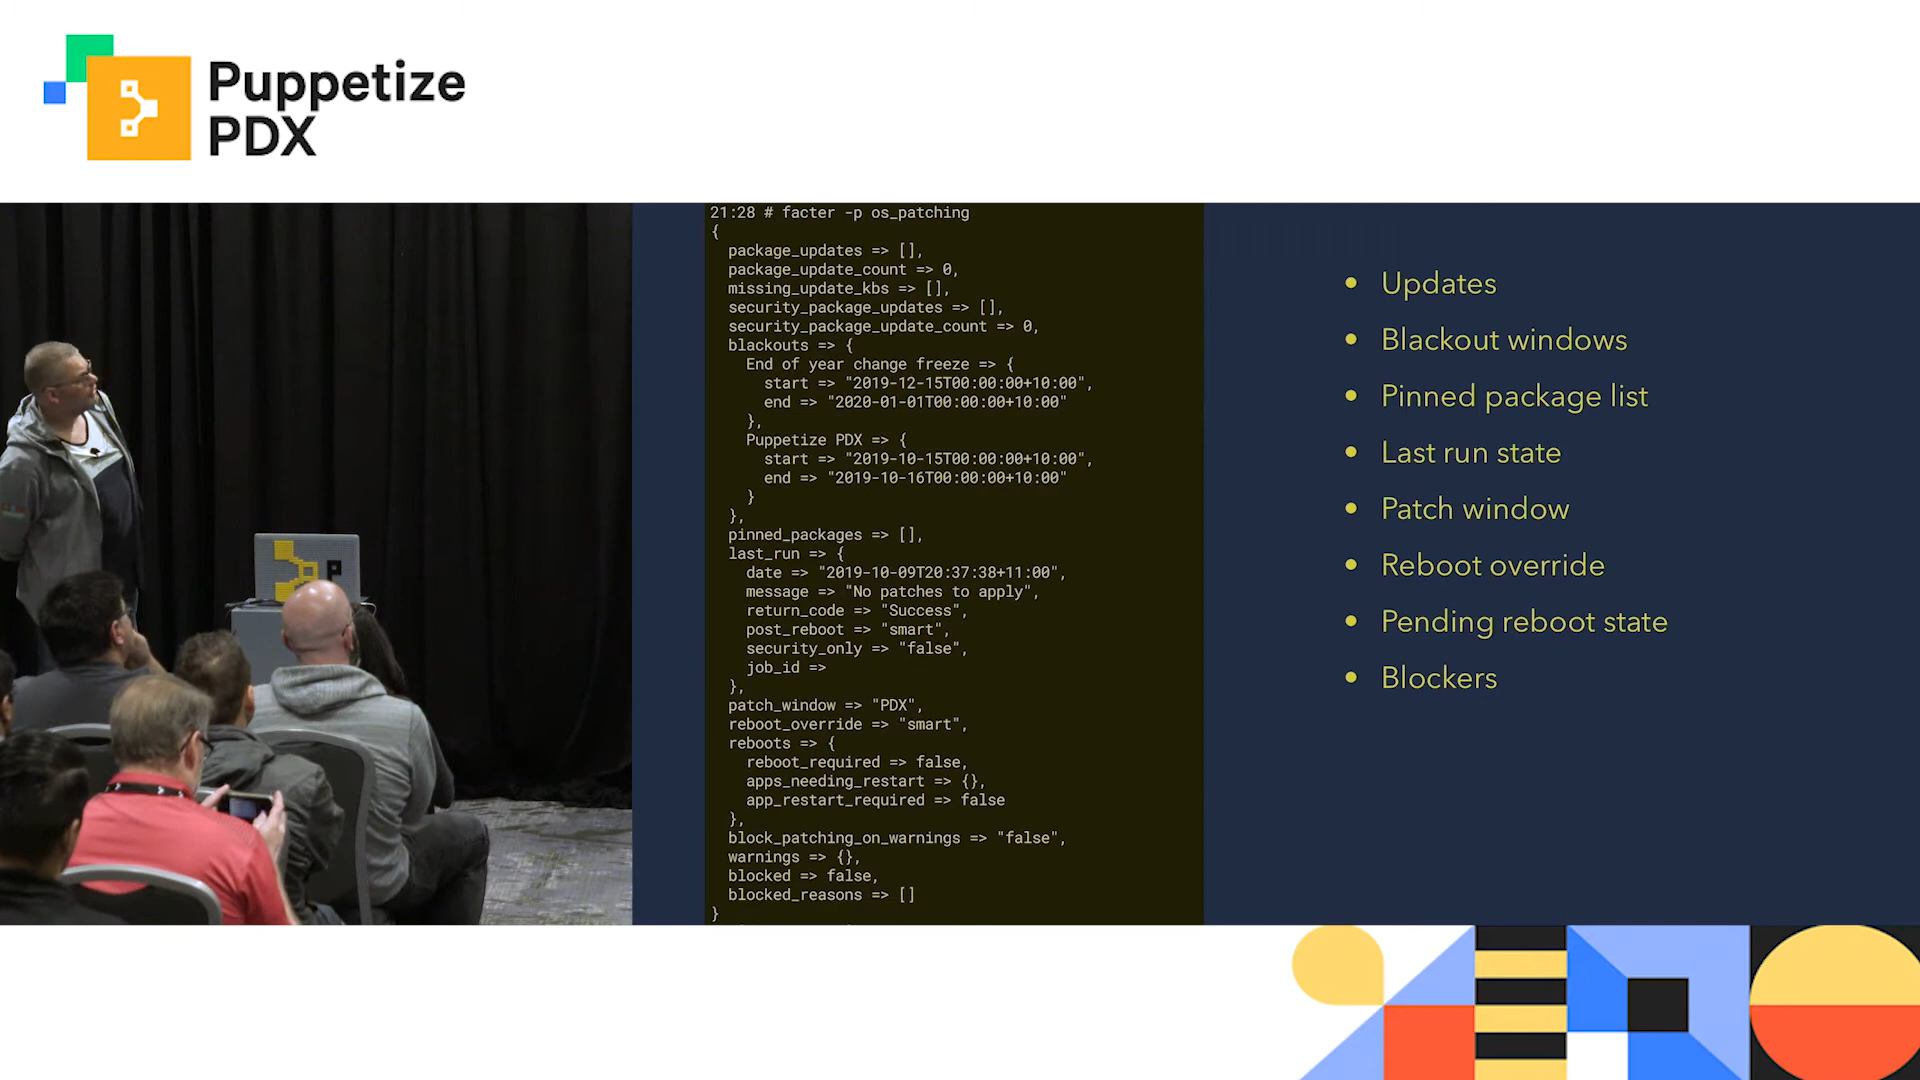 Puppetize
PDX
21:28 # facter -p os_patching
{
package_updates => [],
package_update_count => 0,
missing_update_kbs => [],
security_package_updates => [],
security_package_update_count => 0,
blackouts => {
End of year change freeze => {
start => "2019-12-15T00:00:00+10:00",
end => "2020-01-01T00:00:00+10:00"
},
Puppetize PDX => {
start => "2019-10-15T00:00:00+10:00",
end => "2019-10-16T00:00:00+10:00"
}
},
pinned_packages => [],
last_run => {
date => "2019-10-09T20:37:38+11:00",
message => "No patches to apply",
return_code => "Success",
post_reboot => "smart",
security_only => "false",
job_id =>
},
patch_window => "PDX",
reboot_override => "smart",
reboots => {
reboot_required => false,
apps_needing_restart => {},
app_restart_required => false
},
block_patching_on_warnings => "false",
warnings => {},
blocked => false,
blocked_reasons => []
}
• Updates
• Blackout windows
• Pinned package list
• Last run state
• Patch window
• Reboot override
• Pending reboot state
• Blockers
P